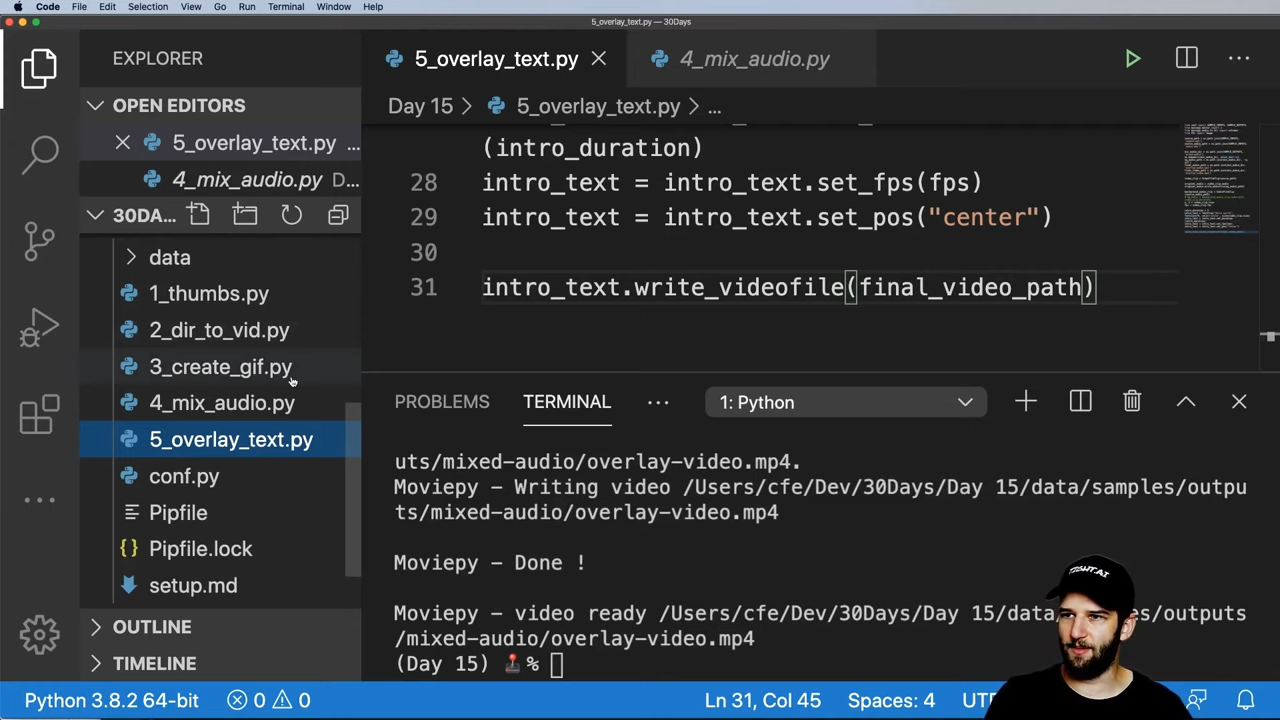 Code File Edit Selection View Go Run Terminal Window Help
5_overlay_text.py — 30Days
EXPLORER
OPEN EDITORS
5_overlay_text.py ...
4_mix_audio.py D...
30DA...
data
1_thumbs.py
2_dir_to_vid.py
3_create_gif.py
4_mix_audio.py
5_overlay_text.py
conf.py
Pipfile
Pipfile.lock
setup.md
OUTLINE
TIMELINE
5_overlay_text.py
4_mix_audio.py
Day 15 > 5_overlay_text.py > ...
(intro_duration)
28 intro_text = intro_text.set_fps(fps)
29 intro_text = intro_text.set_pos("center")
30
31 intro_text.write_videofile(final_video_path)
PROBLEMS TERMINAL ... 1: Python
uts/mixed-audio/overlay-video.mp4.
Moviepy - Writing video /Users/cfe/Dev/30Days/Day 15/data/samples/outpu
ts/mixed-audio/overlay-video.mp4
Moviepy - Done !
Moviepy - video ready /Users/cfe/Dev/30Days/Day 15/data/ /outputs
/mixed-audio/overlay-video.mp4
(Day 15) %
Python 3.8.2 64-bit 0 0 Ln 31, Col 45 Spaces: 4